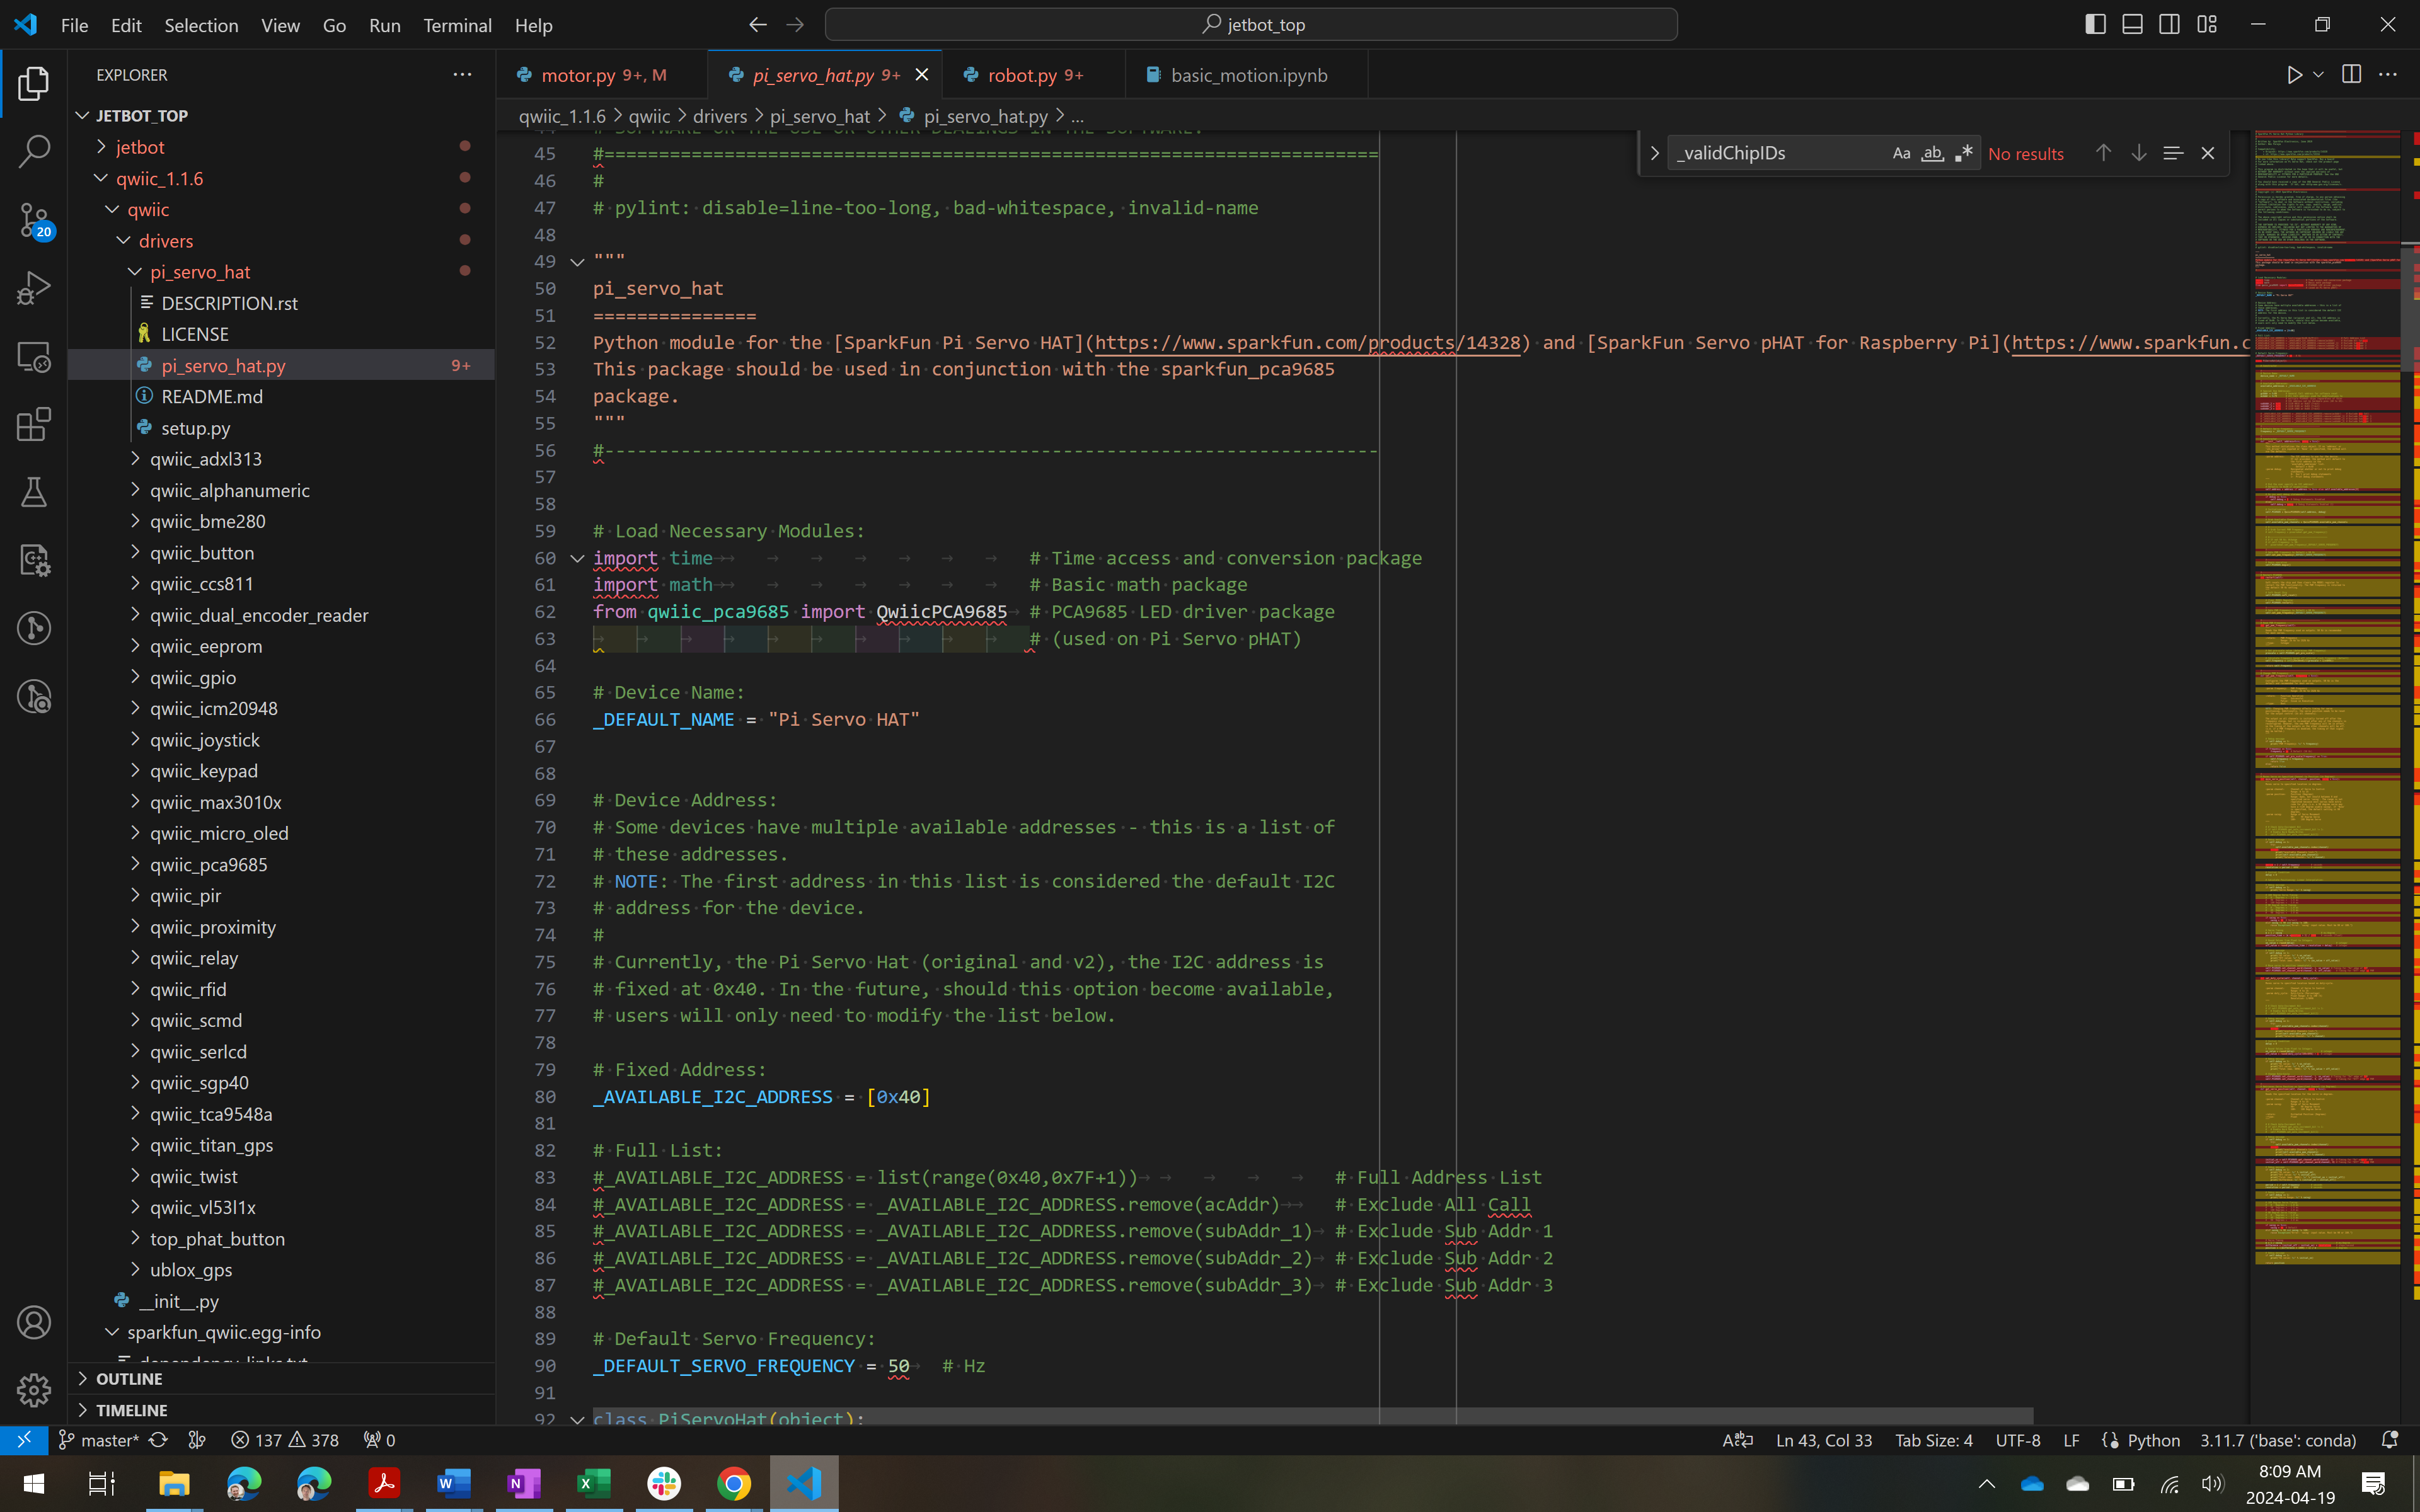 File Edit Selection View Go Run Terminal Help
jetbot_top
EXPLORER
motor.py 9+, M
pi_servo_hat.py 9+
robot.py 9+
basic_motion.ipynb
qwiic_1.1.6 > qwiic > drivers > pi_servo_hat > pi_servo_hat.py > ...
_validChipIDs
Aa
ab
No results
JETBOT_TOP
jetbot
qwiic_1.1.6
qwiic
drivers
pi_servo_hat
DESCRIPTION.rst
LICENSE
pi_servo_hat.py 9+
README.md
setup.py
qwiic_adxl313
qwiic_alphanumeric
qwiic_bme280
qwiic_button
qwiic_ccs811
qwiic_dual_encoder_reader
qwiic_eeprom
qwiic_gpio
qwiic_icm20948
qwiic_joystick
qwiic_keypad
qwiic_max3010x
qwiic_micro_oled
qwiic_pca9685
qwiic_pir
qwiic_proximity
qwiic_relay
qwiic_rfid
qwiic_scmd
qwiic_serlcd
qwiic_sgp40
qwiic_tca9548a
qwiic_titan_gps
qwiic_twist
qwiic_vl53l1x
top_phat_button
ublox_gps
__init__.py
sparkfun_qwiic.egg-info
OUTLINE
TIMELINE
20
# SOFTWARE OR THE USE OR OTHER DEALINGS IN THE SOFTWARE.
45 #=======================================================================
46 #
47 # pylint: disable=line-too-long, bad-whitespace, invalid-name
48
49 """
50 pi_servo_hat
51 ===============
52 Python module for the [SparkFun Pi Servo HAT](https://www.sparkfun.com/products/14328) and [SparkFun Servo pHAT for Raspberry Pi](https://www.sparkfun.c
53 This package should be used in conjunction with the sparkfun_pca9685
54 package.
55 """
56 #-----------------------------------------------------------------------
57
58
59 # Load Necessary Modules:
60 import time # Time access and conversion package
61 import math # Basic math package
62 from qwiic_pca9685 import QwiicPCA9685 # PCA9685 LED driver package
63 # (used on Pi Servo pHAT)
64
65 # Device Name:
66 _DEFAULT_NAME = "Pi Servo HAT"
67
68
69 # Device Address:
70 # Some devices have multiple available addresses - this is a list of
71 # these addresses.
72 # NOTE: The first address in this list is considered the default I2C
73 # address for the device.
74 #
75 # Currently, the Pi Servo Hat (original and v2), the I2C address is
76 # fixed at 0x40. In the future, should this option become available,
77 # users will only need to modify the list below.
78
79 # Fixed Address:
80 _AVAILABLE_I2C_ADDRESS = [0x40]
81
82 # Full List:
83 #_AVAILABLE_I2C_ADDRESS = list(range(0x40,0x7F+1)) # Full Address List
84 #_AVAILABLE_I2C_ADDRESS = _AVAILABLE_I2C_ADDRESS.remove(acAddr) # Exclude All Call
85 #_AVAILABLE_I2C_ADDRESS = _AVAILABLE_I2C_ADDRESS.remove(subAddr_1) # Exclude Sub Addr 1
86 #_AVAILABLE_I2C_ADDRESS = _AVAILABLE_I2C_ADDRESS.remove(subAddr_2) # Exclude Sub Addr 2
87 #_AVAILABLE_I2C_ADDRESS = _AVAILABLE_I2C_ADDRESS.remove(subAddr_3) # Exclude Sub Addr 3
88
89 # Default Servo Frequency:
90 _DEFAULT_SERVO_FREQUENCY = 50 # Hz
91
92 class PiServoHat(object):
master* 137 378 0
Ln 43, Col 33 Tab Size: 4 UTF-8 LF Python 3.11.7 ('base': conda)
8:09 AM
2024-04-19